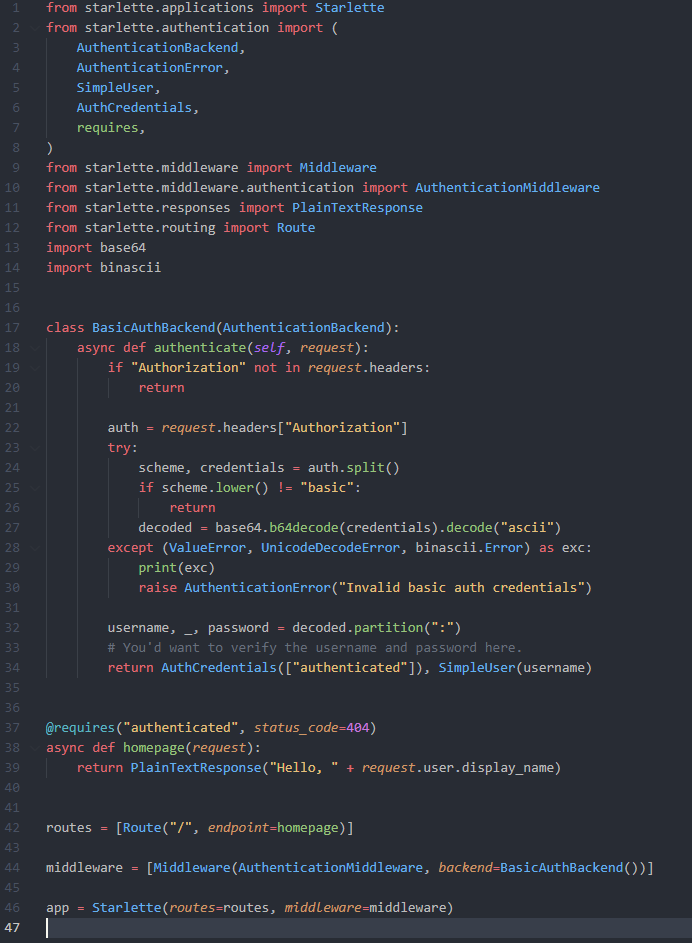 1 from starlette.applications import Starlette
2 from starlette.authentication import (
3     AuthenticationBackend,
4     AuthenticationError,
5     SimpleUser,
6     AuthCredentials,
7     requires,
8 )
9 from starlette.middleware import Middleware
10 from starlette.middleware.authentication import AuthenticationMiddleware
11 from starlette.responses import PlainTextResponse
12 from starlette.routing import Route
13 import base64
14 import binascii
15
16
17 class BasicAuthBackend(AuthenticationBackend):
18     async def authenticate(self, request):
19         if "Authorization" not in request.headers:
20             return
21
22         auth = request.headers["Authorization"]
23         try:
24             scheme, credentials = auth.split()
25             if scheme.lower() != "basic":
26                 return
27             decoded = base64.b64decode(credentials).decode("ascii")
28         except (ValueError, UnicodeDecodeError, binascii.Error) as exc:
29             print(exc)
30             raise AuthenticationError("Invalid basic auth credentials")
31
32         username, _, password = decoded.partition(":")
33         # You'd want to verify the username and password here.
34         return AuthCredentials(["authenticated"]), SimpleUser(username)
35
36
37 @requires("authenticated", status_code=404)
38 async def homepage(request):
39     return PlainTextResponse("Hello, " + request.user.display_name)
40
41
42 routes = [Route("/", endpoint=homepage)]
43
44 middleware = [Middleware(AuthenticationMiddleware, backend=BasicAuthBackend())]
45
46 app = Starlette(routes=routes, middleware=middleware)
47